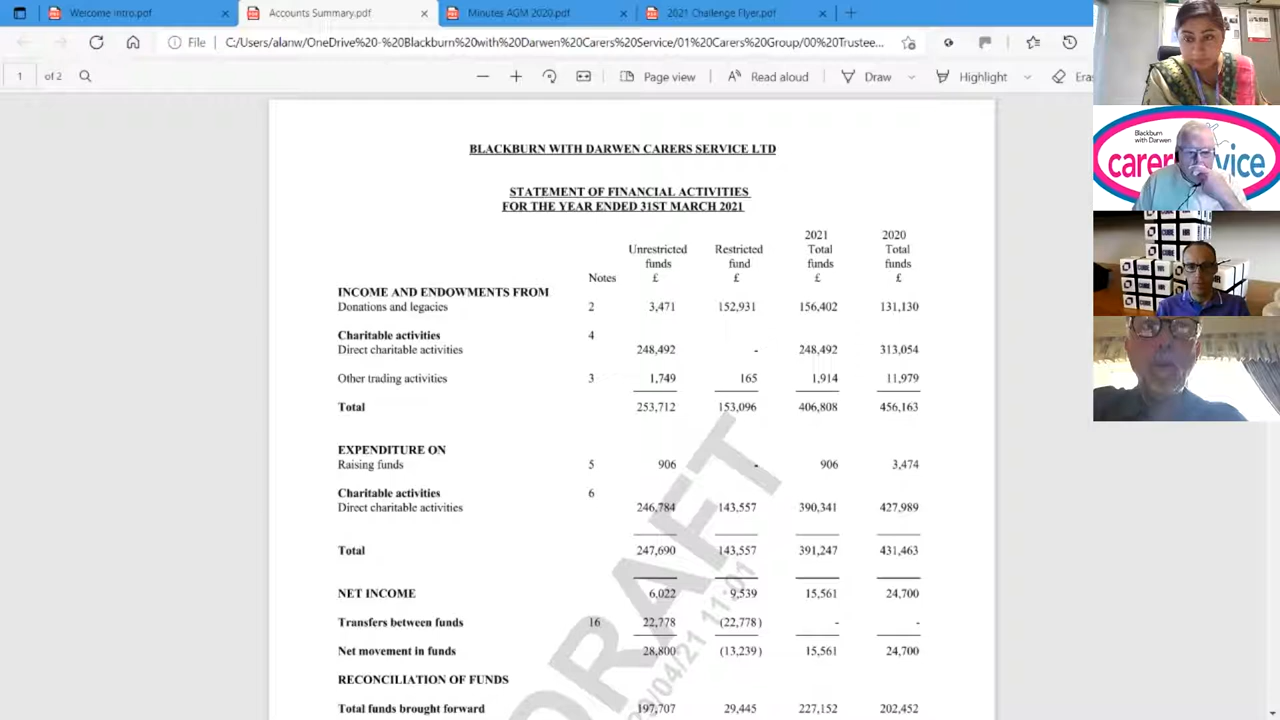 Welcome Intro.pdf
Accounts Summary.pdf
Minutes AGM 2020.pdf
2021 Challenge Flyer.pdf
File C:/Users/alanw/OneDrive%20-%20Blackburn%20with%20Darwen%20Carers%20Service/01%20Carers%20Group/00%20Trustee...
1 of 2 Page view Read aloud Draw Highlight Eras
BLACKBURN WITH DARWEN CARERS SERVICE LTD
STATEMENT OF FINANCIAL ACTIVITIES
FOR THE YEAR ENDED 31ST MARCH 2021
2021 2020
Unrestricted Restricted Total Total
funds fund funds funds
Notes £ £ £ £
INCOME AND ENDOWMENTS FROM
Donations and legacies 2 3,471 152,931 156,402 131,130
Charitable activities 4
Direct charitable activities 248,492 - 248,492 313,054
Other trading activities 3 1,749 165 1,914 11,979
Total 253,712 153,096 406,808 456,163
EXPENDITURE ON
Raising funds 5 906 - 906 3,474
Charitable activities 6
Direct charitable activities 246,784 143,557 390,341 427,989
Total 247,690 143,557 391,247 431,463
NET INCOME 6,022 9,539 15,561 24,700
Transfers between funds 16 22,778 (22,778) - -
Net movement in funds 28,800 (13,239) 15,561 24,700
RECONCILIATION OF FUNDS
Total funds brought forward 197,707 29,445 227,152 202,452
DRAFT
/04/21 11:01
Blackburn
with Darwen
carer vice
CUBE HR
CUBE